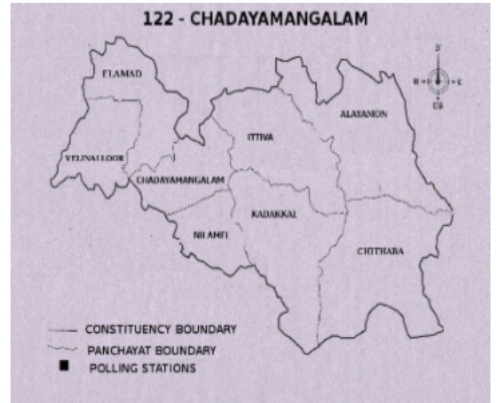 122 - CHADAYAMANGALAM
ELAMAD
ALAYAMON
ITTIVA
VELINALLOOR
CHADAYAMANGALAM
KADAKKAL
NILAMEL
CHITHARA
CONSTITUENCY BOUNDARY
PANCHAYAT BOUNDARY
POLLING STATIONS